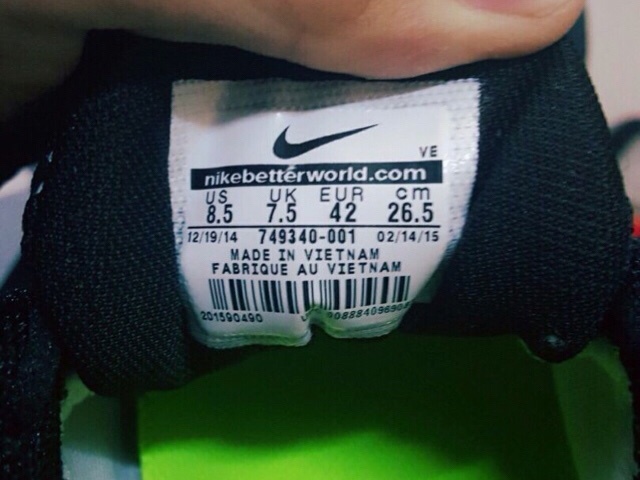 VE
nikebetterworld.com
US UK EUR cm
8.5 7.5 42 26.5
12/19/14 749340-001 02/14/15
MADE IN VIETNAM
FABRIQUE AU VIETNAM
201590490